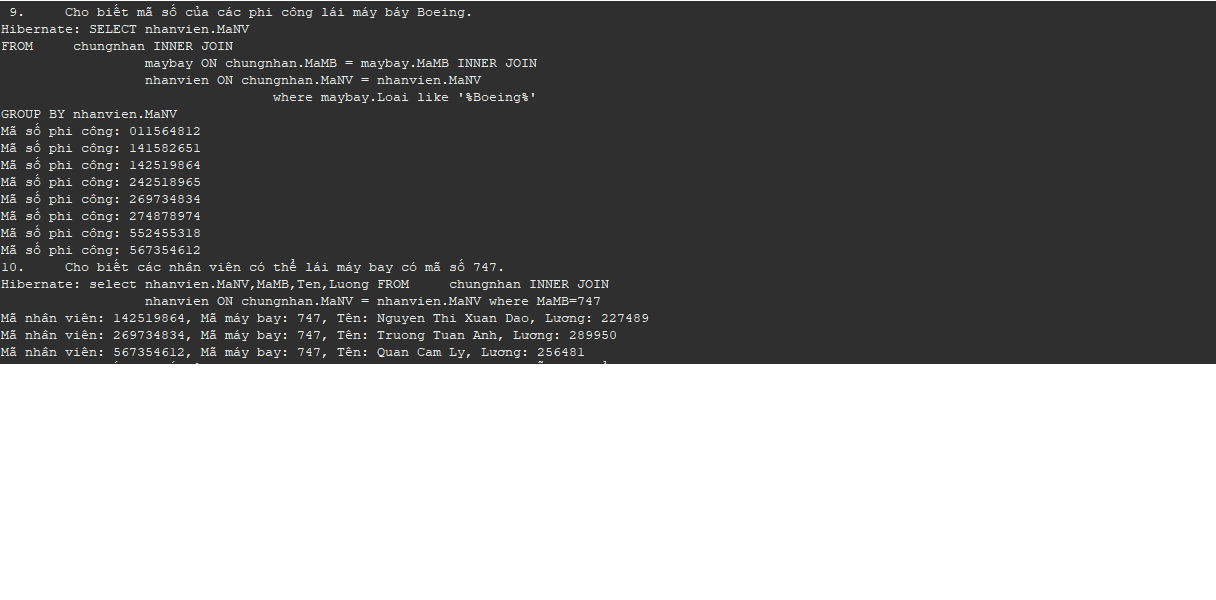 9. Cho biết mã số của các phi công lái máy báy Boeing.
Hibernate: SELECT nhanvien.MaNV
FROM chungnhan INNER JOIN
maybay ON chungnhan.MaMB = maybay.MaMB INNER JOIN
nhanvien ON chungnhan.MaNV = nhanvien.MaNV
where maybay.Loai like '%Boeing%'
GROUP BY nhanvien.MaNV
Mã số phi công: 011564812
Mã số phi công: 141582651
Mã số phi công: 142519864
Mã số phi công: 242518965
Mã số phi công: 269734834
Mã số phi công: 274878974
Mã số phi công: 552455318
Mã số phi công: 567354612
10. Cho biết các nhân viên có thể lái máy bay có mã số 747.
Hibernate: select nhanvien.MaNV,MaMB,Ten,Luong FROM chungnhan INNER JOIN
nhanvien ON chungnhan.MaNV = nhanvien.MaNV where MaMB=747
Mã nhân viên: 142519864, Mã máy bay: 747, Tên: Nguyen Thi Xuan Dao, Lương: 227489
Mã nhân viên: 269734834, Mã máy bay: 747, Tên: Truong Tuan Anh, Lương: 289950
Mã nhân viên: 567354612, Mã máy bay: 747, Tên: Quan Cam Ly, Lương: 256481